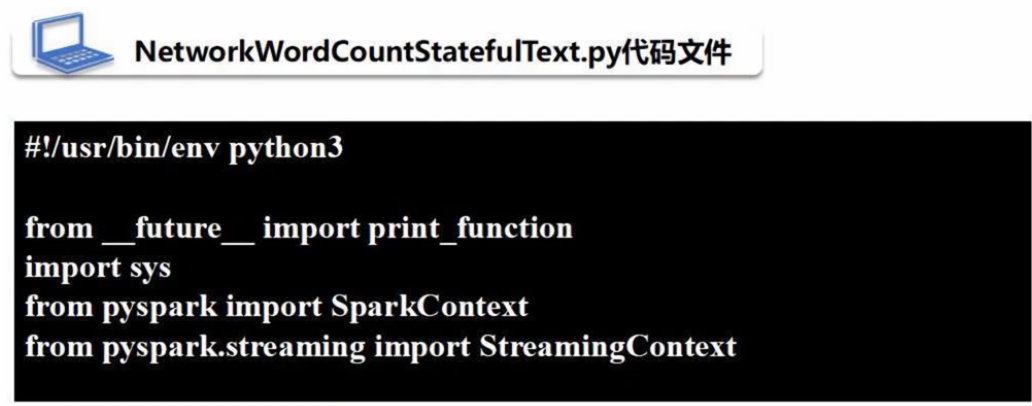 NetworkWordCountStatefulText.py代码文件
#!/usr/bin/env python3
from __future__ import print_function
import sys
from pyspark import SparkContext
from pyspark.streaming import StreamingContext